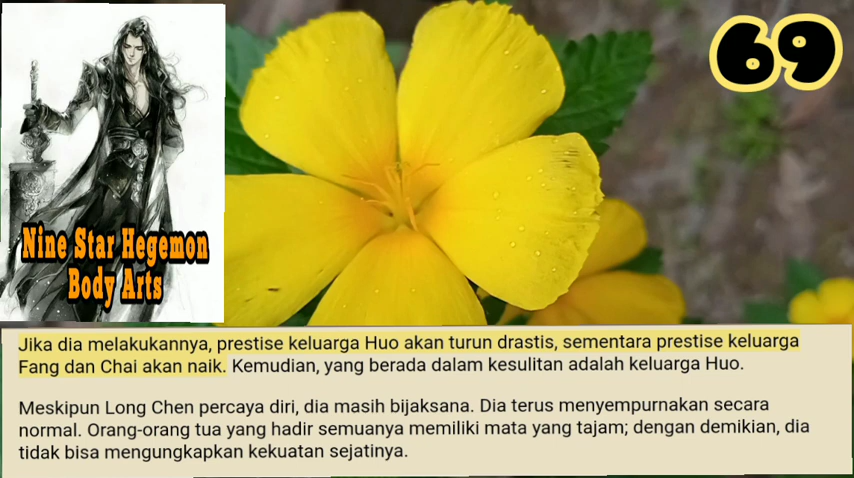 69
Nine Star Hegemon
Body Arts
Jika dia melakukannya, prestise keluarga Huo akan turun drastis, sementara prestise keluarga
Fang dan Chai akan naik. Kemudian, yang berada dalam kesulitan adalah keluarga Huo.
Meskipun Long Chen percaya diri, dia masih bijaksana. Dia terus menyempurnakan secara
normal. Orang-orang tua yang hadir semuanya memiliki mata yang tajam; dengan demikian, dia
tidak bisa mengungkapkan kekuatan sejatinya.